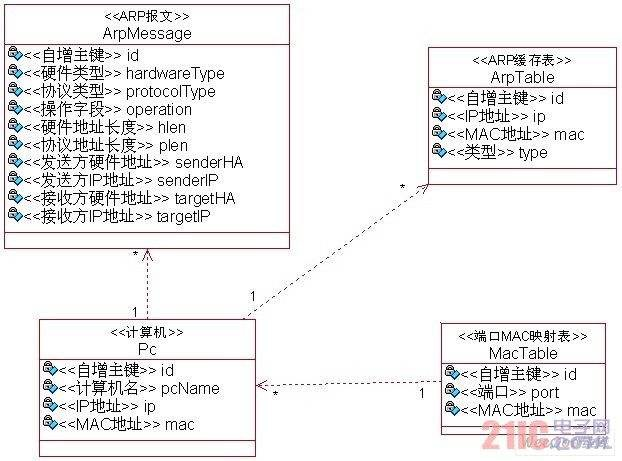 <<ARP报文>>
ArpMessage
<<自增主键>> id
<<硬件类型>> hardwareType
<<协议类型>> protocolType
<<操作字段>> operation
<<硬件地址长度>> hlen
<<协议地址长度>> plen
<<发送方硬件地址>> senderHA
<<发送方IP地址>> senderIP
<<接收方硬件地址>> targetHA
<<接收方IP地址>> targetIP
<<ARP缓存表>>
ArpTable
<<自增主键>> id
<<IP地址>> ip
<<MAC地址>> mac
<<类型>> type
*
*
1
1
<<计算机>>
Pc
<<自增主键>> id
<<计算机名>> pcName
<<IP地址>> ip
<<MAC地址>> mac
*
1
<<端口MAC映射表>>
MacTable
<<自增主键>> id
<<端口>> port
<<MAC地址>> mac
21IC电子网